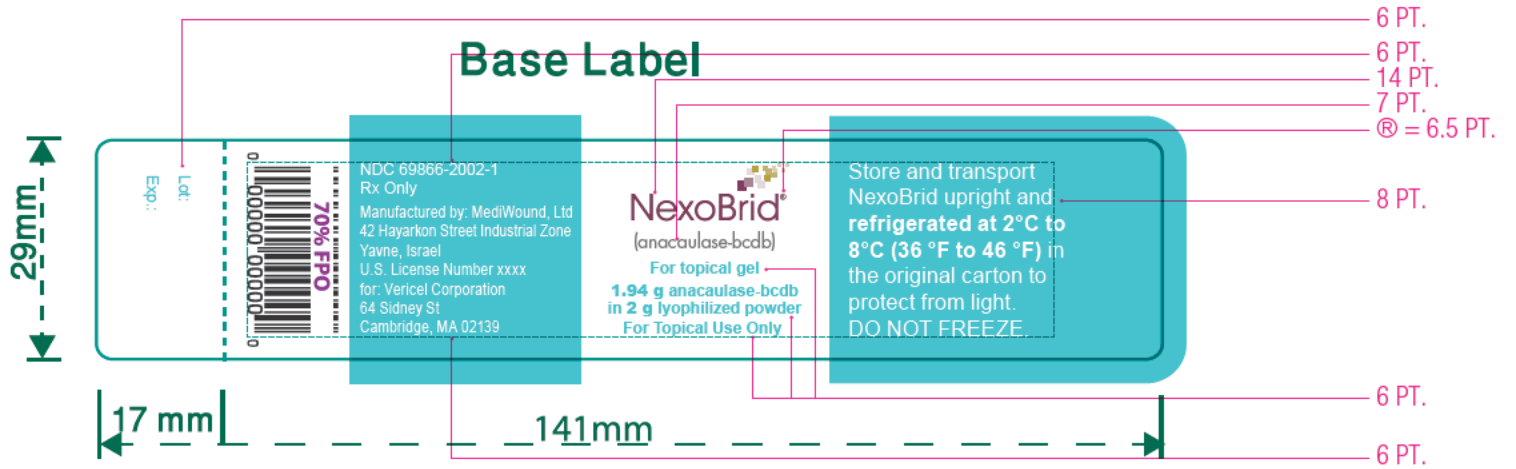 6 PT.
Base Label
6 PT.
14 PT.
7 PT.
® = 6.5 PT.
29mm
Lot:
Exp.:
0 00000 00000 0
70% FPO
NDC 69866-2002-1
Rx Only
Manufactured by: MediWound, Ltd
42 Hayarkon Street Industrial Zone
Yavne, Israel
U.S. License Number xxxx
for: Vericel Corporation
64 Sidney St
Cambridge, MA 02139
NexoBrid®
(anacaulase-bcdb)
For topical gel
1.94 g anacaulase-bcdb
in 2 g lyophilized powder
For Topical Use Only
Store and transport
NexoBrid upright and
refrigerated at 2°C to
8°C (36 °F to 46 °F) in
the original carton to
protect from light.
DO NOT FREEZE.
8 PT.
6 PT.
17 mm
141mm
6 PT.